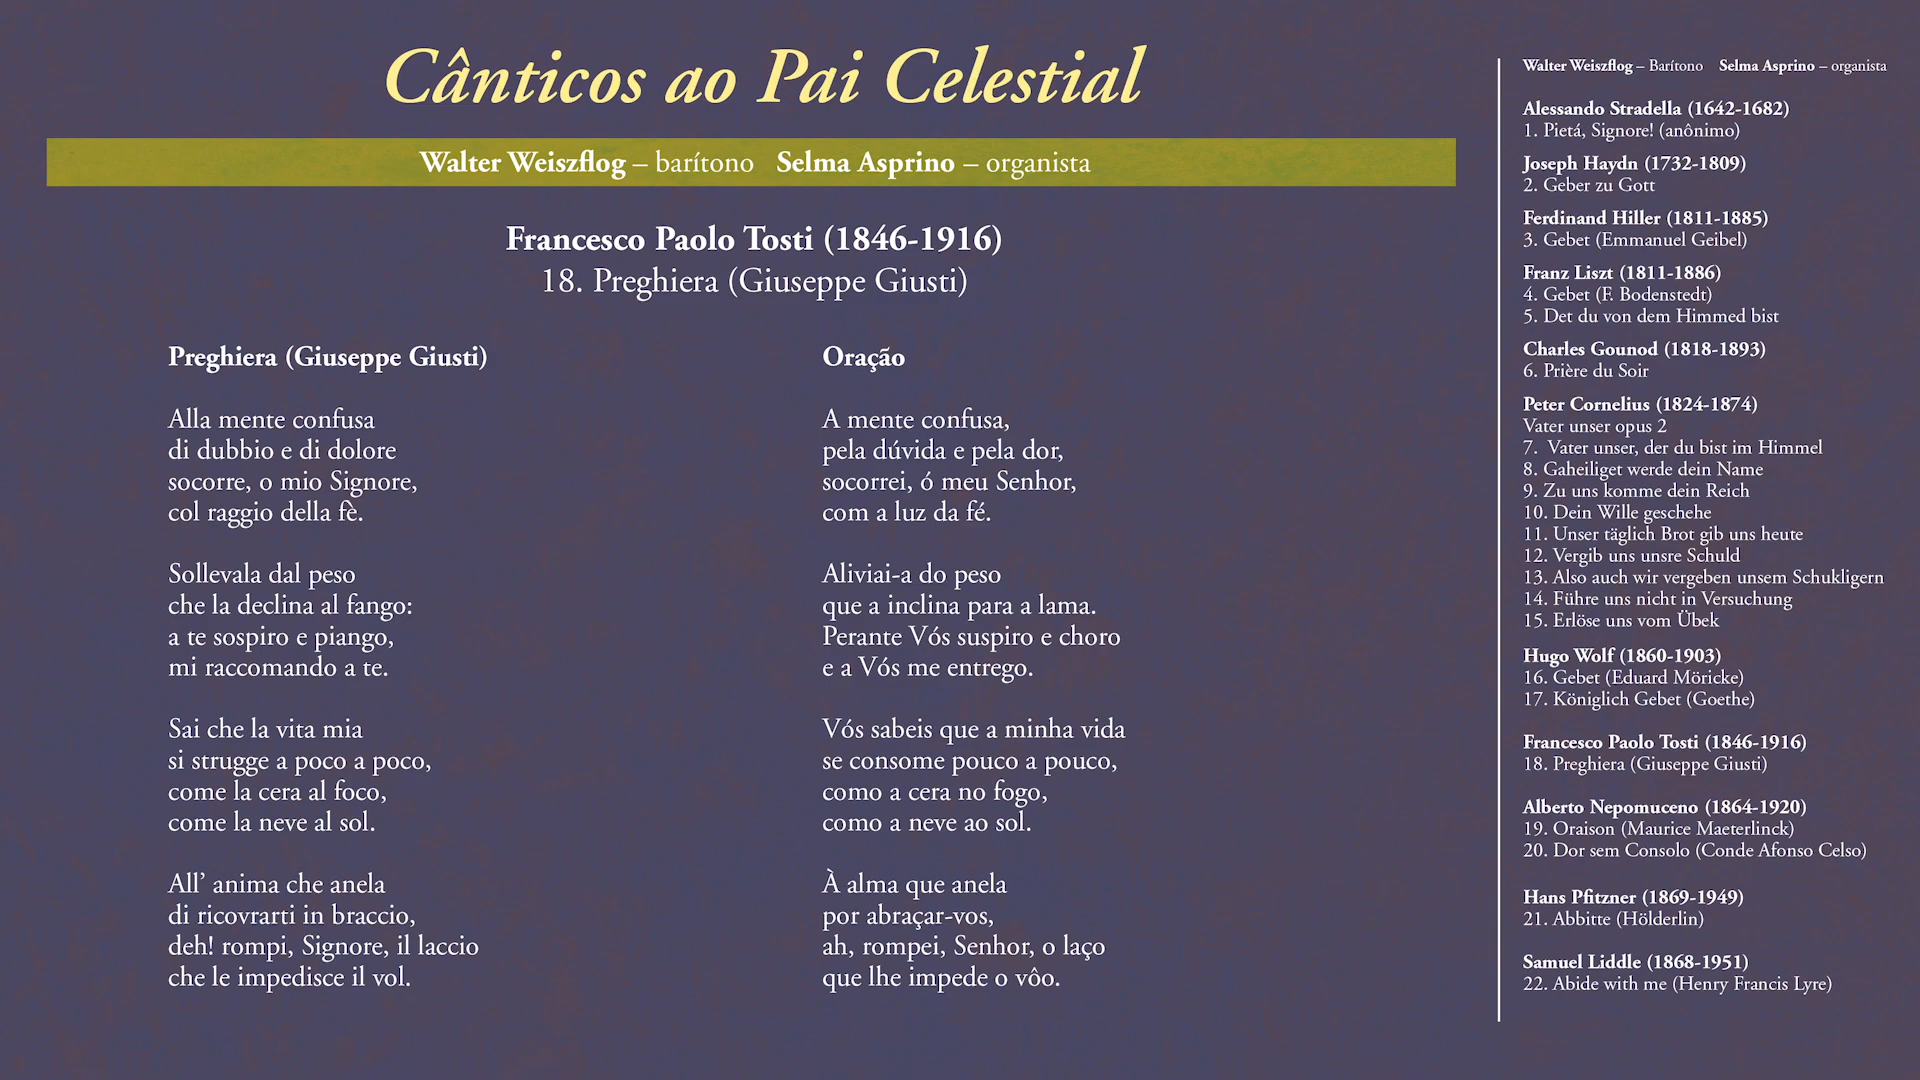 Cânticos ao Pai Celestial
Walter Weiszflog – barítono Selma Asprino – organista
Francesco Paolo Tosti (1846-1916)
18. Preghiera (Giuseppe Giusti)
Preghiera (Giuseppe Giusti)
Alla mente confusa
di dubbio e di dolore
socorre, o mio Signore,
col raggio della fè.
Sollevala dal peso
che la declina al fango:
a te sospiro e piango,
mi raccomando a te.
Sai che la vita mia
si strugge a poco a poco,
come la cera al foco,
come la neve al sol.
All’ anima che anela
di ricovrarti in braccio,
deh! rompi, Signore, il laccio
che le impedisce il vol.
Oração
A mente confusa,
pela dúvida e pela dor,
socorrei, ó meu Senhor,
com a luz da fé.
Aliviai-a do peso
que a inclina para a lama.
Perante Vós suspiro e choro
e a Vós me entrego.
Vós sabeis que a minha vida
se consome pouco a pouco,
como a cera no fogo,
como a neve ao sol.
À alma que anela
por abraçar-vos,
ah, rompei, Senhor, o laço
que lhe impede o vôo.
Walter Weiszflog – Barítono Selma Asprino – organista
Alessando Stradella (1642-1682)
1. Pietá, Signore! (anônimo)
Joseph Haydn (1732-1809)
2. Geber zu Gott
Ferdinand Hiller (1811-1885)
3. Gebet (Emmanuel Geibel)
Franz Liszt (1811-1886)
4. Gebet (F. Bodenstedt)
5. Det du von dem Himmed bist
Charles Gounod (1818-1893)
6. Prière du Soir
Peter Cornelius (1824-1874)
Vater unser opus 2
7. Vater unser, der du bist im Himmel
8. Gaheiliget werde dein Name
9. Zu uns komme dein Reich
10. Dein Wille geschehe
11. Unser täglich Brot gib uns heute
12. Vergib uns unsre Schuld
13. Also auch wir vergeben unsem Schukligern
14. Führe uns nicht in Versuchung
15. Erlöse uns vom Übek
Hugo Wolf (1860-1903)
16. Gebet (Eduard Möricke)
17. Königlich Gebet (Goethe)
Francesco Paolo Tosti (1846-1916)
18. Preghiera (Giuseppe Giusti)
Alberto Nepomuceno (1864-1920)
19. Oraison (Maurice Maeterlinck)
20. Dor sem Consolo (Conde Afonso Celso)
Hans Pfitzner (1869-1949)
21. Abbitte (Hölderlin)
Samuel Liddle (1868-1951)
22. Abide with me (Henry Francis Lyre)